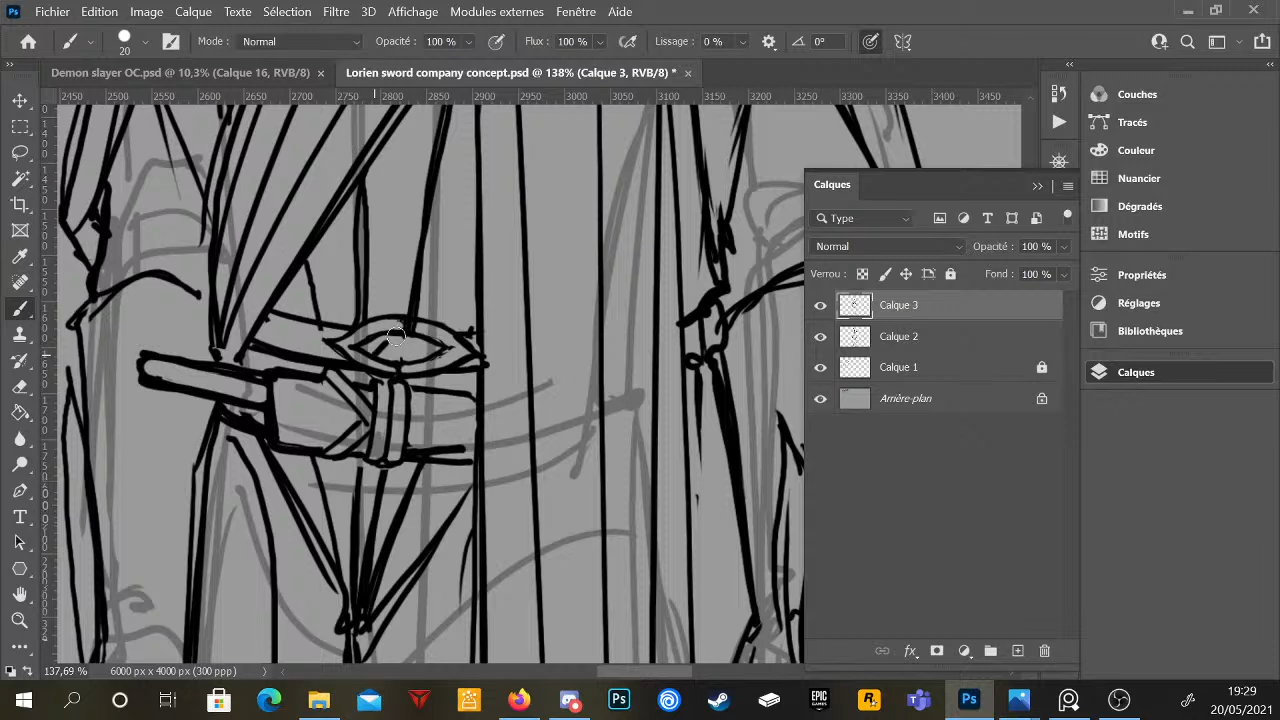 Fichier Edition Image Calque Texte Sélection Filtre 3D Affichage Modules externes Fenêtre Aide
20 Mode: Normal Opacité: 100 % Flux: 100 % Lissage: 0 % 0°
Demon slayer OC.psd @ 10,3% (Calque 16, RVB/8) × Lorien sword company concept.psd @ 138% (Calque 3, RVB/8) * ×
2450 2500 2550 2600 2650 2700 2750 2800 2850 2900 2950 3000 3050 3100 3150 3200 3250 3300 3350 3400 3450
Couches
Tracés
Couleur
Nuancier
Dégradés
Motifs
Propriétés
Réglages
Bibliothèques
Calques
Calques
Type
Normal Opacité: 100 %
Verrou: Fond: 100 %
Calque 3
Calque 2
Calque 1
Arrière-plan
137,69 % 6000 px x 4000 px (300 ppp)
19:29
20/05/2021